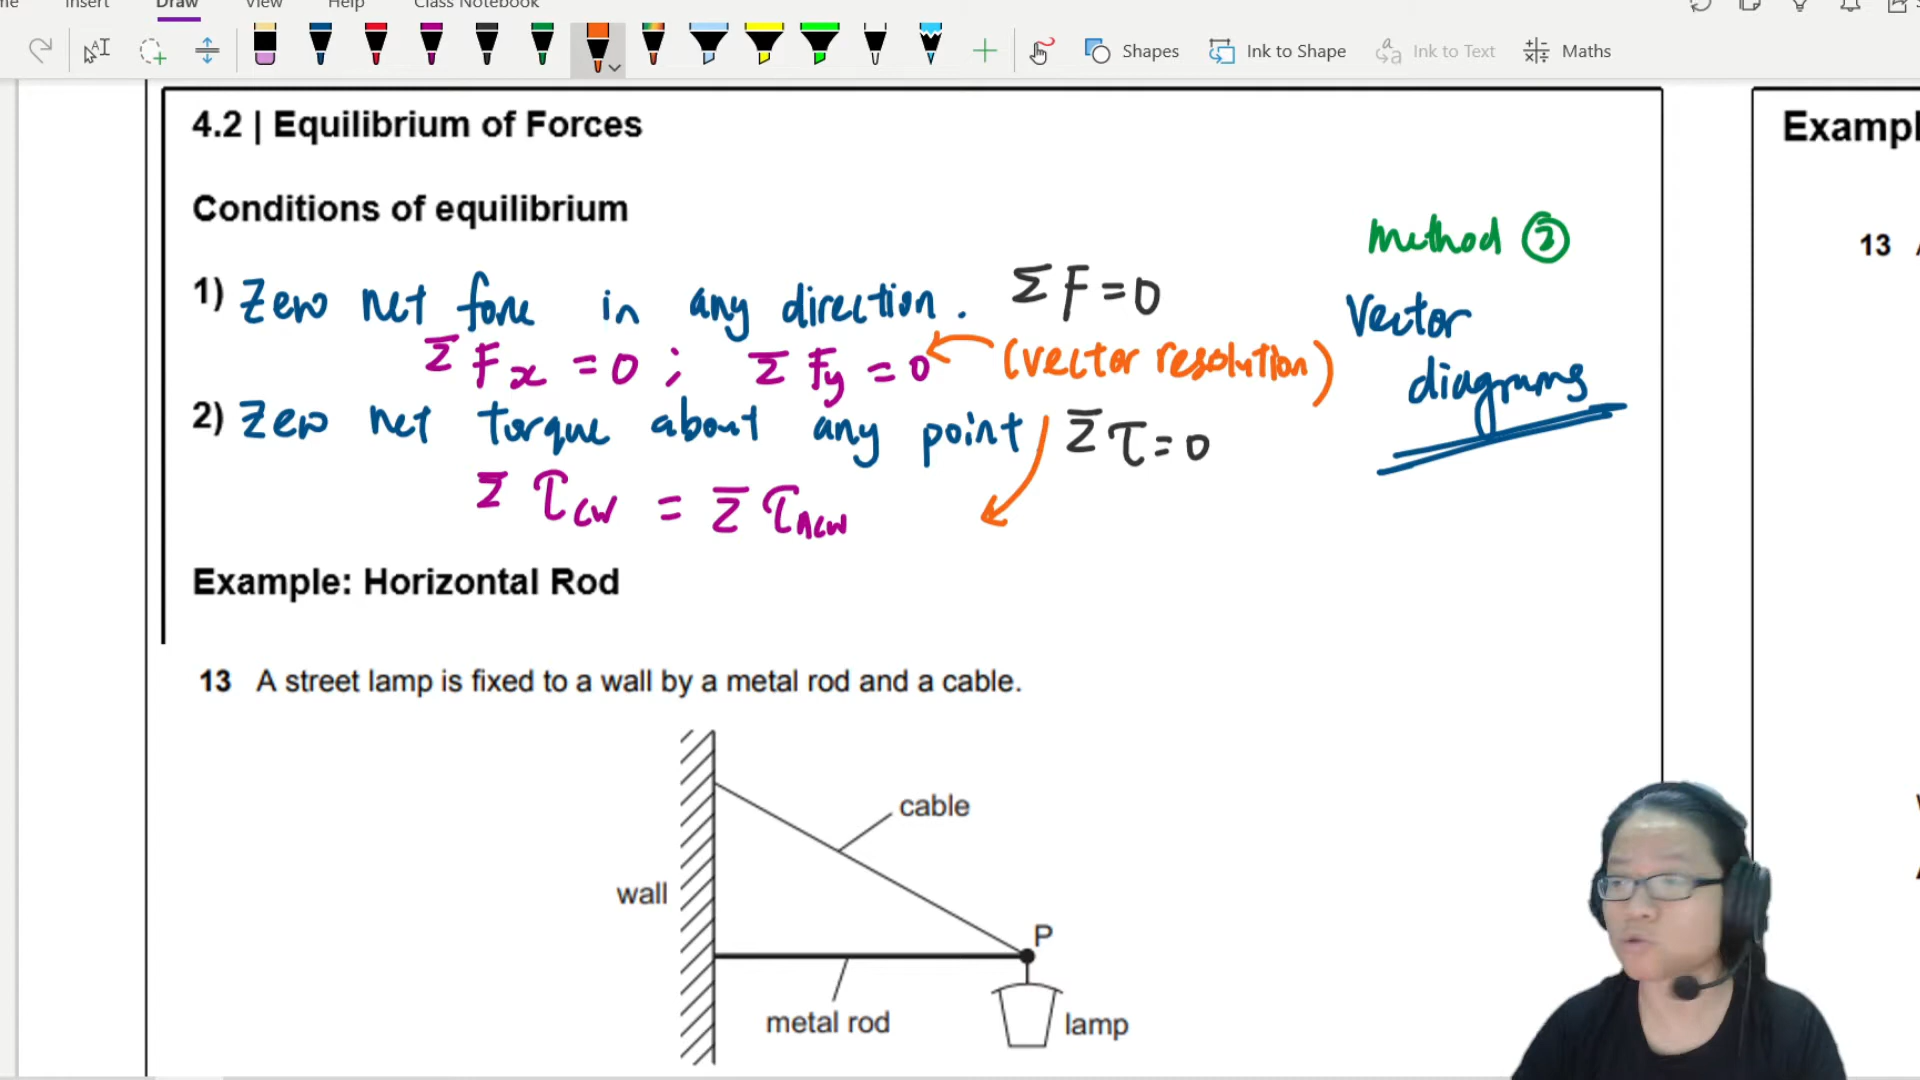 Insert Draw View Help Class Notebook
Shapes Ink to Shape Ink to Text Maths
4.2 | Equilibrium of Forces
Conditions of equilibrium
1) Zero net force in any direction. ΣF=0
ΣFx = 0 ; ΣFy = 0 (vector resolution)
2) Zero net torque about any point Στ=0
Στcw = Στacw
Method ②
Vector
diagrams
Example: Horizontal Rod
13 A street lamp is fixed to a wall by a metal rod and a cable.
cable
wall
P
metal rod
lamp
Exampl
13